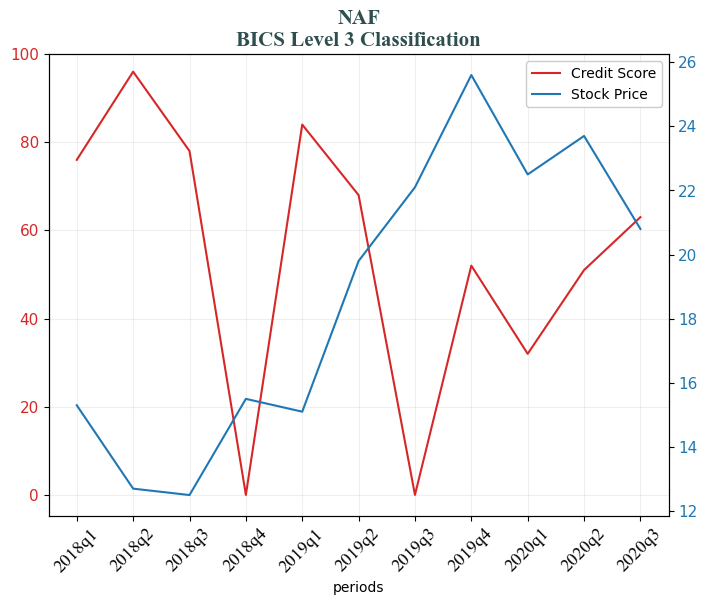 NAF
BICS Level 3 Classification
Credit Score
Stock Price
100
80
60
40
20
0
26
24
22
20
18
16
14
12
2018q1
2018q2
2018q3
2018q4
2019q1
2019q2
2019q3
2019q4
2020q1
2020q2
2020q3
periods